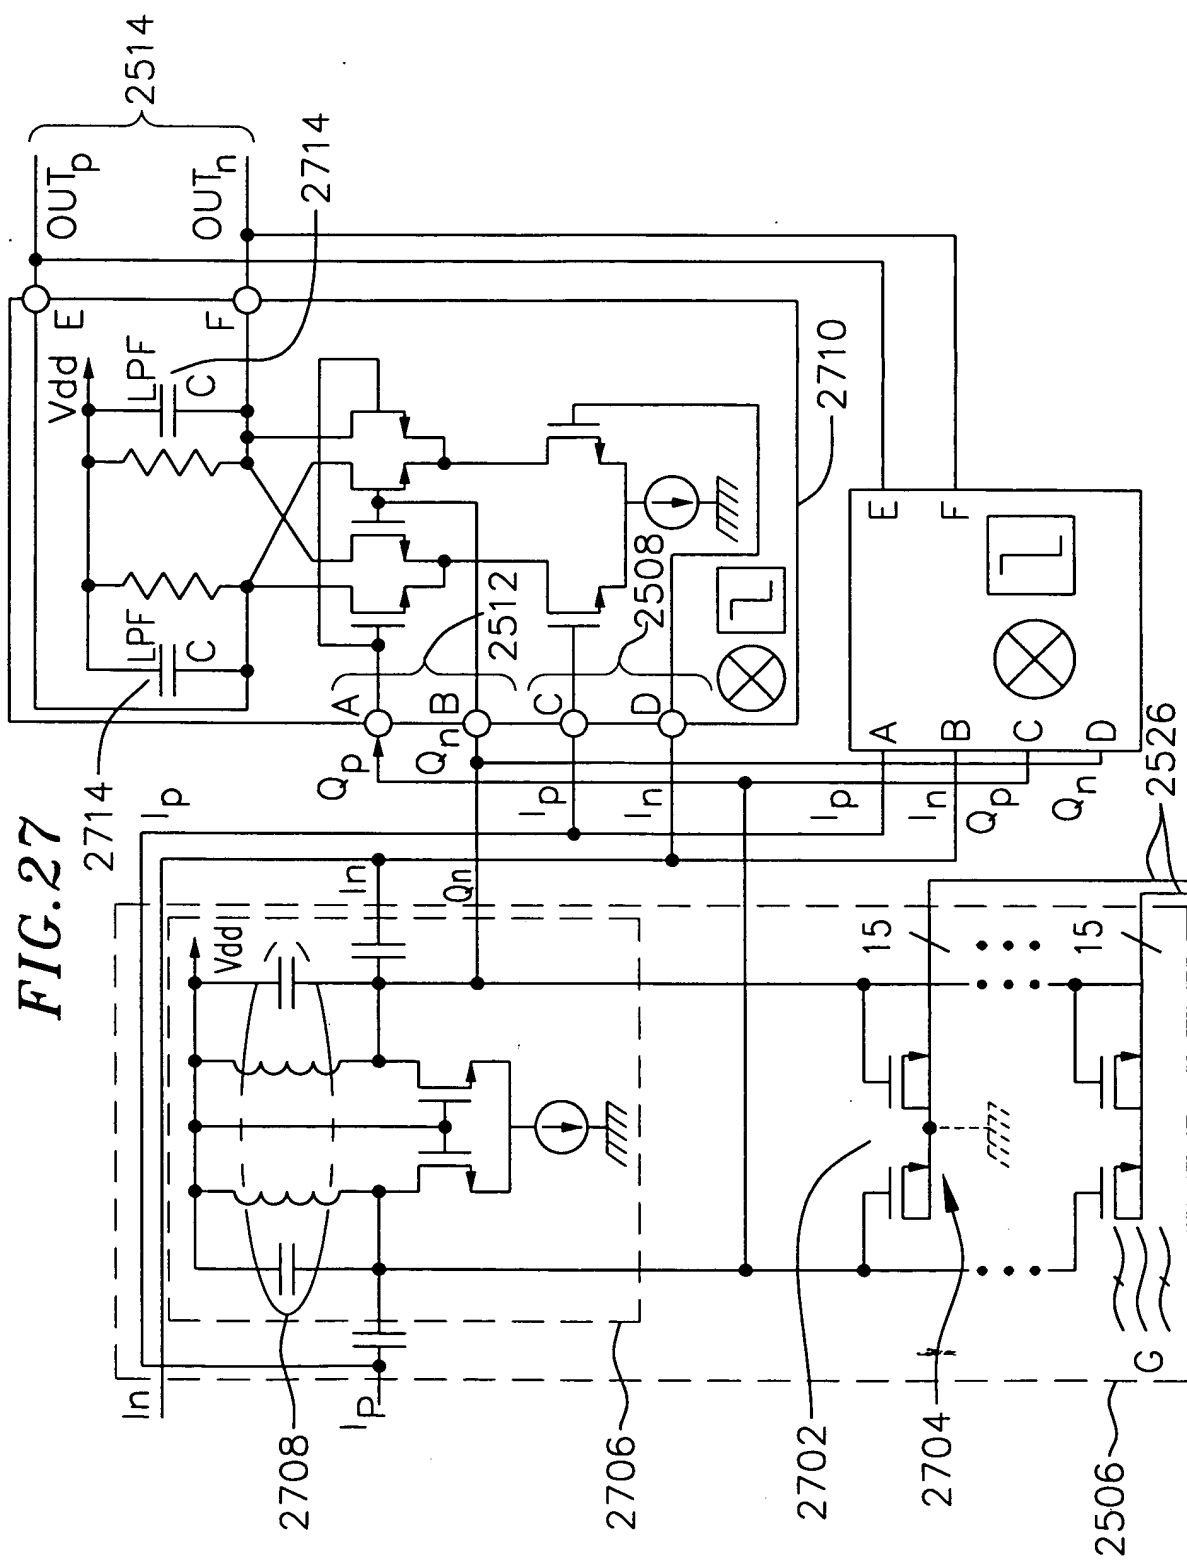 FIG.27
2514
OUTp
OUTn
E
F
2714
Vdd
LPF
C
LPF
C
2714
2710
2508
2512
A
B
C
D
Qp
Qn
Ip
In
Ip
In
Qn
E
F
A
B
C
D
Ip
In
Qp
Qn
2526
Vdd
15
15
In
Ip
2708
2706
2702
2704
G
2506